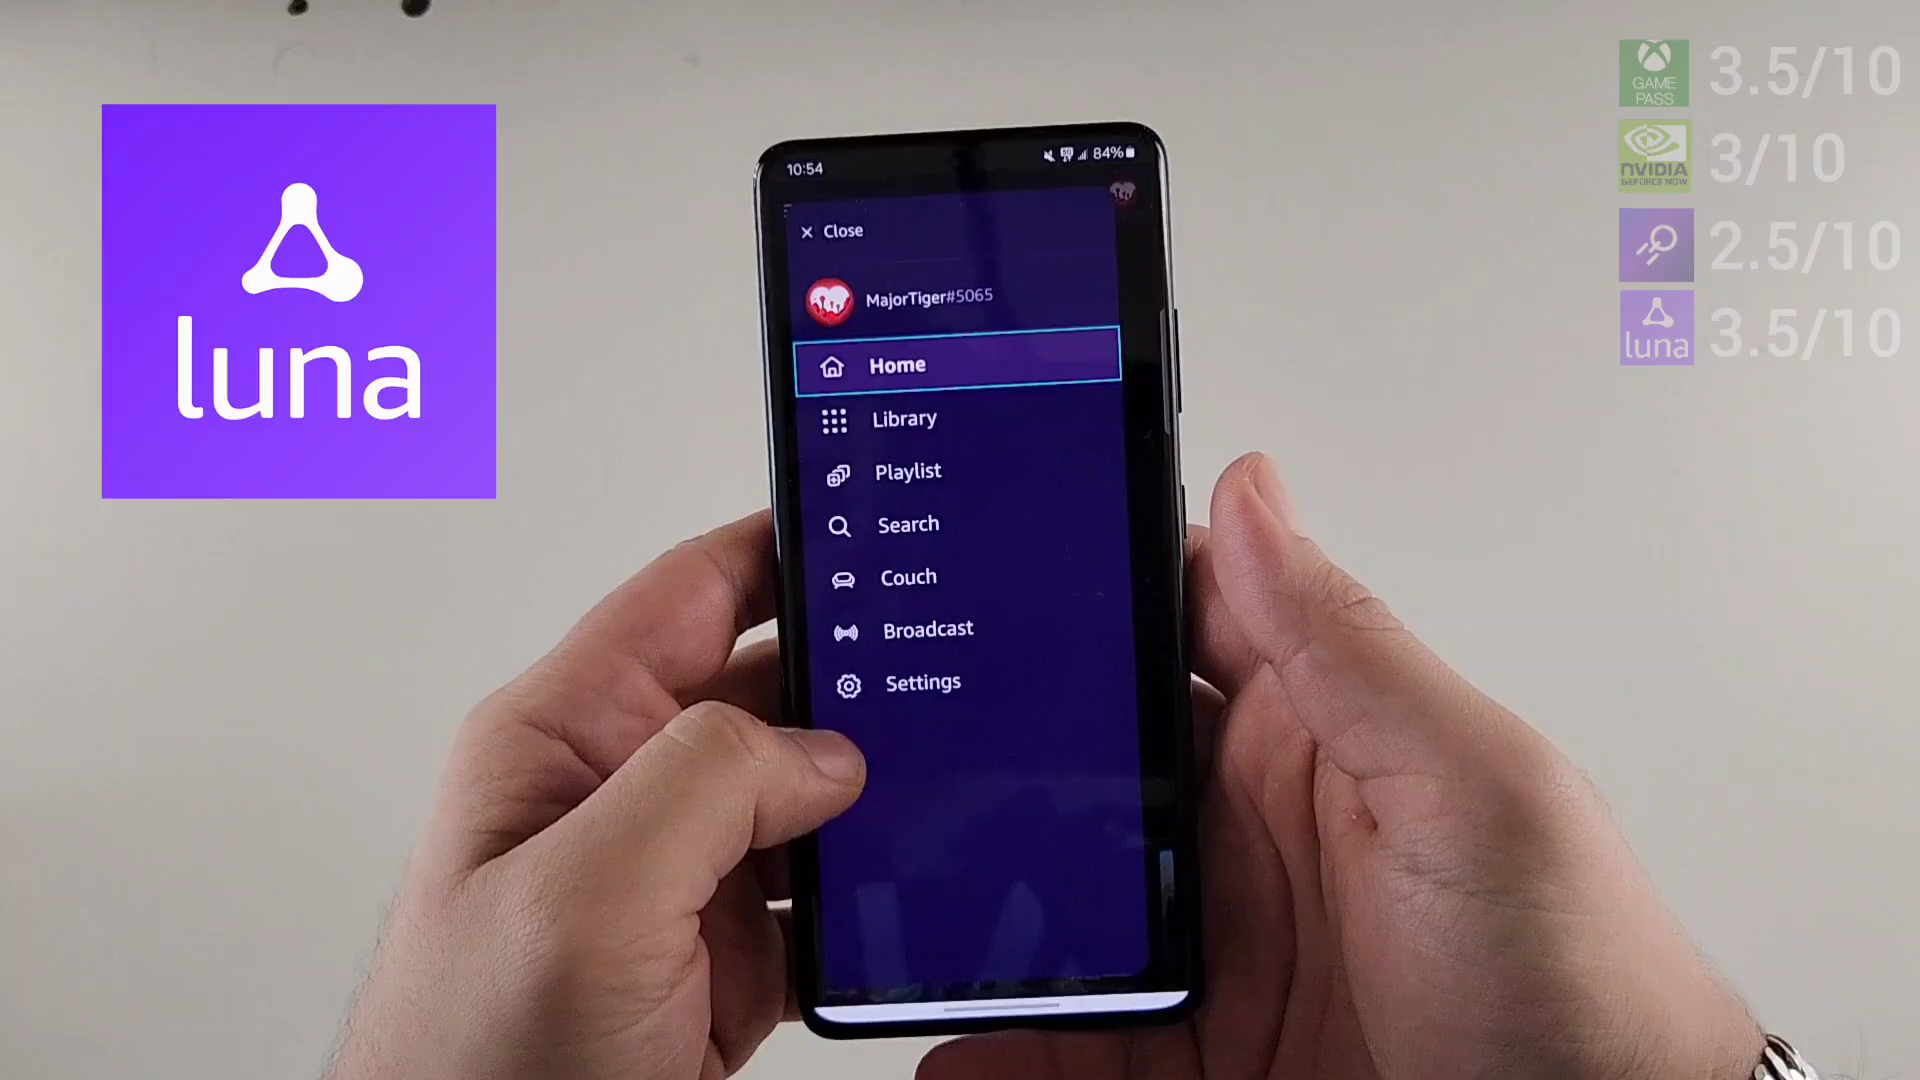 luna
10:54
84%
Close
MajorTiger#5065
Home
Library
Playlist
Search
Couch
Broadcast
Settings
GAME
PASS
3.5/10
NVIDIA
GEFORCE NOW
3/10
2.5/10
luna
3.5/10